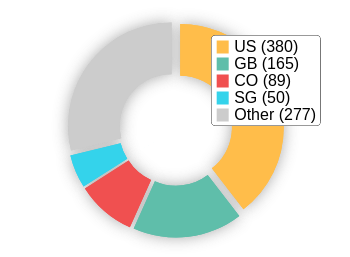 US (380)
GB (165)
CO (89)
SG (50)
Other (277)